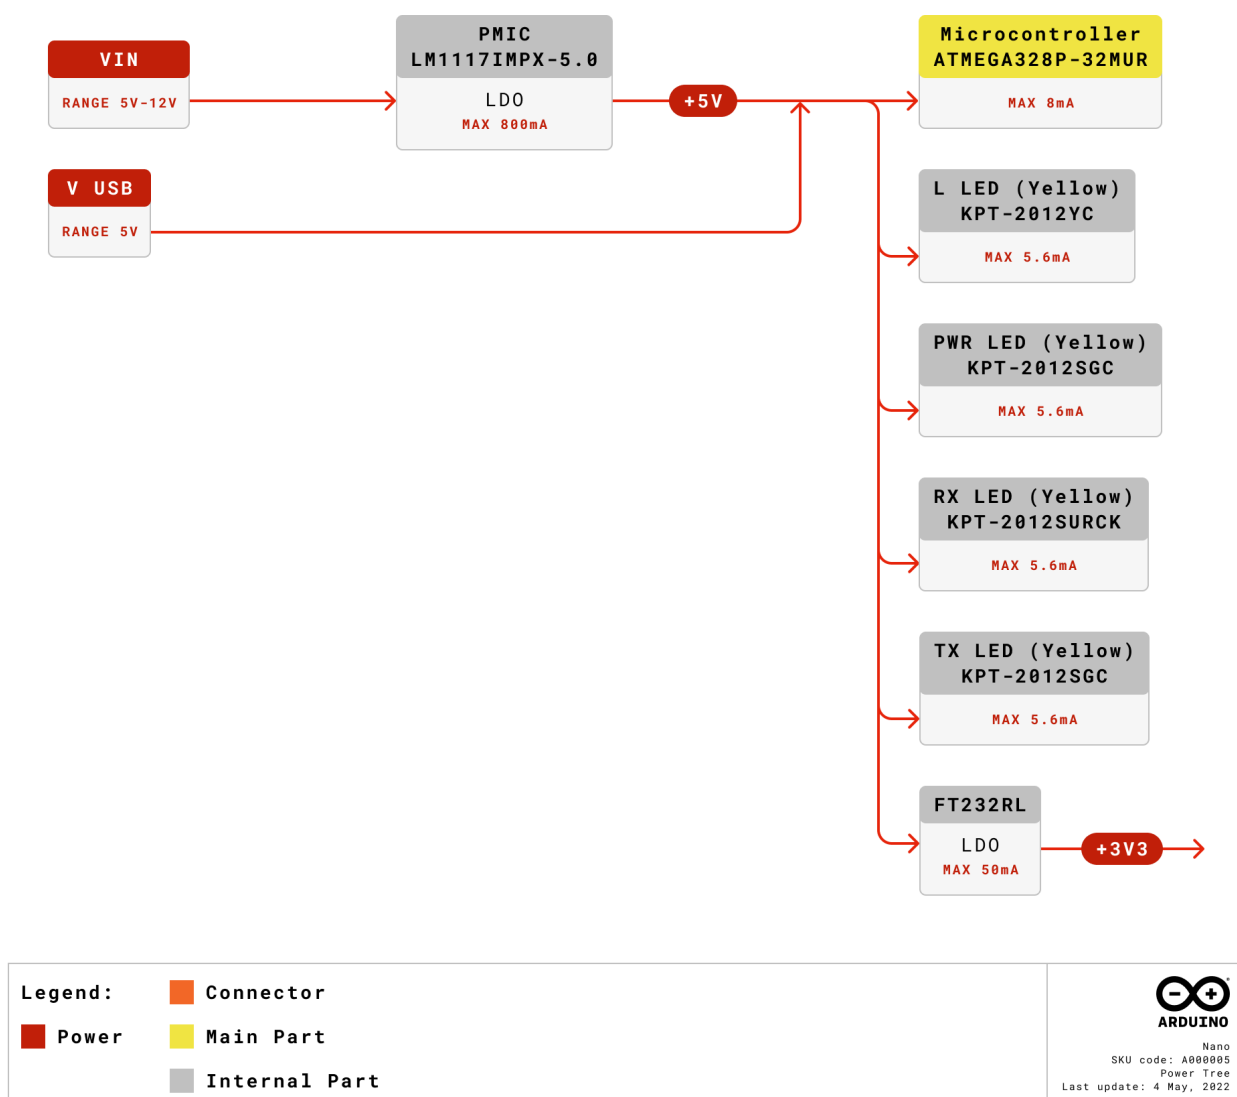 VIN
RANGE 5V-12V
PMIC
LM1117IMPX-5.0
LDO
MAX 800mA
+5V
Microcontroller
ATMEGA328P-32MUR
MAX 8mA
V USB
RANGE 5V
L LED (Yellow)
KPT-2012YC
MAX 5.6mA
PWR LED (Yellow)
KPT-2012SGC
MAX 5.6mA
RX LED (Yellow)
KPT-2012SURCK
MAX 5.6mA
TX LED (Yellow)
KPT-2012SGC
MAX 5.6mA
FT232RL
LDO
MAX 50mA
+3V3
Legend:
Power
Connector
Main Part
Internal Part
ARDUINO
Nano
SKU code: A000005
Power Tree
Last update: 4 May, 2022